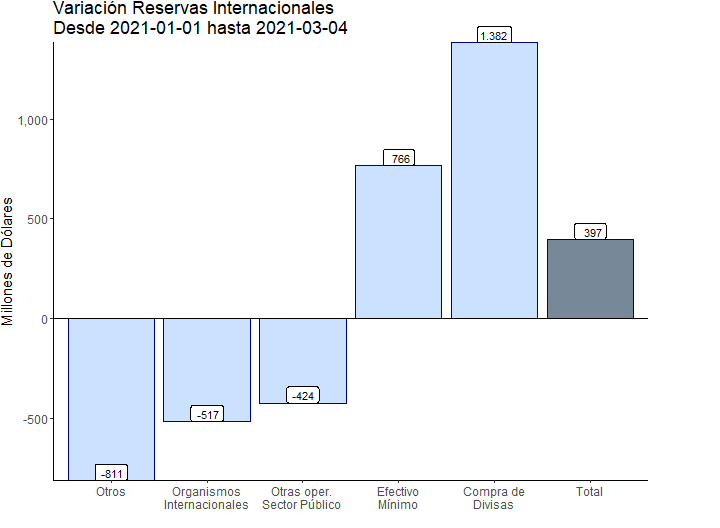 Variación Reservas Internacionales
Desde 2021-01-01 hasta 2021-03-04
Millones de Dólares
1,000
500
0
-500
-811
-517
-424
766
1.382
397
Otros
Organismos
Internacionales
Otras oper.
Sector Público
Efectivo
Mínimo
Compra de
Divisas
Total